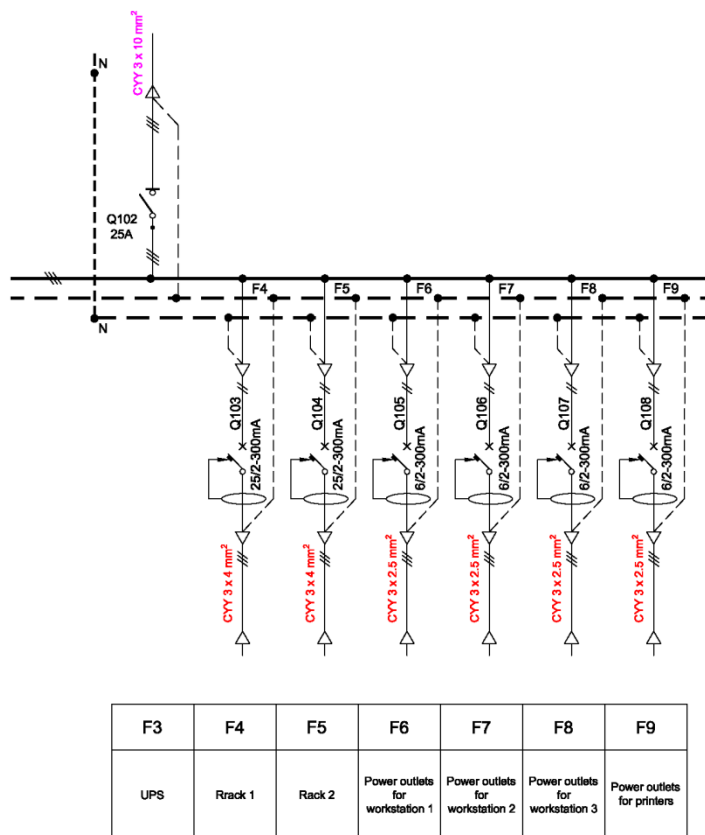 CYY 3 x 10 mm²
N
Q102
25A
N
F4
F5
F6
F7
F8
F9
Q103
Q104
Q105
Q106
Q107
Q108
25/2-300mA
25/2-300mA
6/2-300mA
6/2-300mA
6/2-300mA
6/2-300mA
CYY 3 x 4 mm²
CYY 3 x 4 mm²
CYY 3 x 2.5 mm²
CYY 3 x 2.5 mm²
CYY 3 x 2.5 mm²
CYY 3 x 2.5 mm²
F3
F4
F5
F6
F7
F8
F9
UPS
Rrack 1
Rack 2
Power outlets
for
workstation 1
Power outlets
for
workstation 2
Power outlets
for
workstation 3
Power outlets
for printers